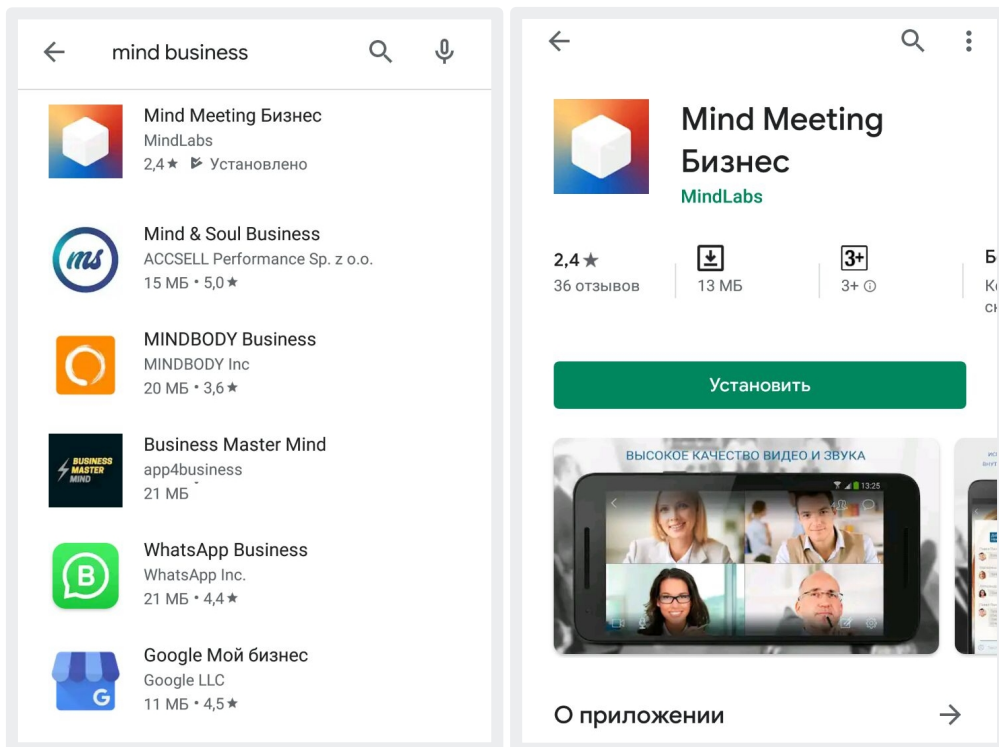 mind business
Mind Meeting Бизнес
MindLabs
2,4★ Установлено
ms
Mind & Soul Business
ACCSELL Performance Sp. z o.o.
15 МБ • 5,0★
MINDBODY Business
MINDBODY Inc
20 МБ • 3,6★
BUSINESS
MASTER
MIND
Business Master Mind
app4business
21 МБ
B
WhatsApp Business
WhatsApp Inc.
21 МБ • 4,4★
G
Google Мой бизнес
Google LLC
11 МБ • 4,5★
Mind Meeting
Бизнес
MindLabs
2,4★
36 отзывов
13 МБ
3+
3+
Установить
ВЫСОКОЕ КАЧЕСТВО ВИДЕО И ЗВУКА
13:25
О приложении